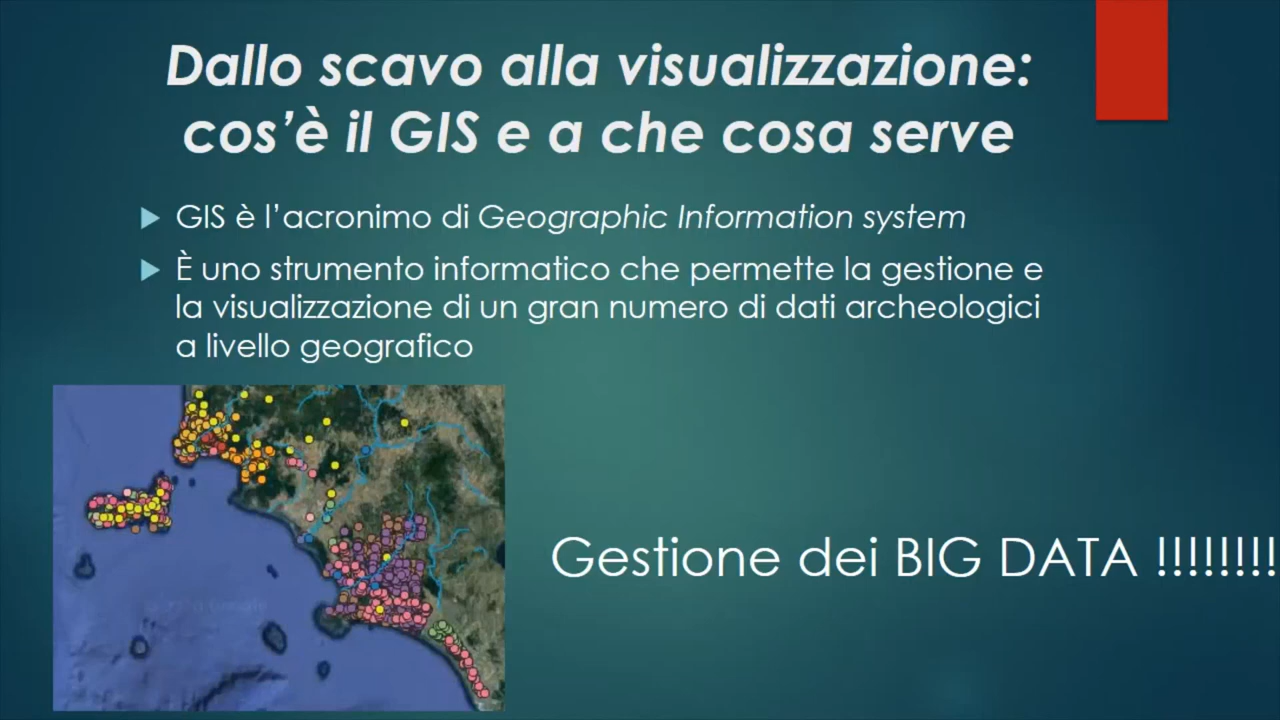 Dallo scavo alla visualizzazione:
cos’è il GIS e a che cosa serve
GIS è l’acronimo di Geographic Information system
È uno strumento informatico che permette la gestione e
la visualizzazione di un gran numero di dati archeologici
a livello geografico
Gestione dei BIG DATA !!!!!!!!